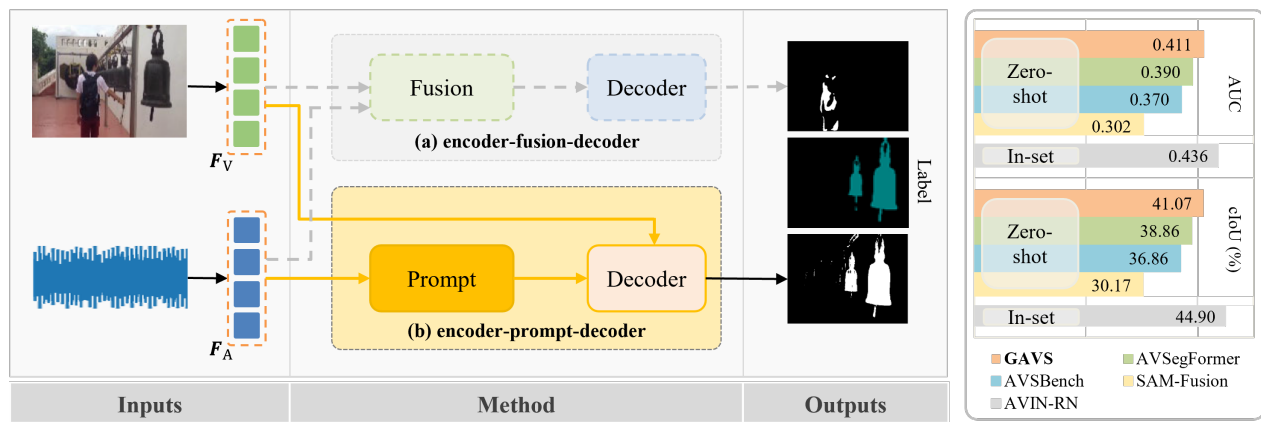 Fusion
Decoder
(a) encoder-fusion-decoder
F_V
Prompt
Decoder
(b) encoder-prompt-decoder
F_A
Label
Inputs
Method
Outputs
Zero-
shot
0.411
0.390
0.370
0.302
In-set
0.436
AUC
Zero-
shot
41.07
38.86
36.86
30.17
In-set
44.90
cIoU (%)
GAVS
AVSegFormer
AVSBench
SAM-Fusion
AVIN-RN